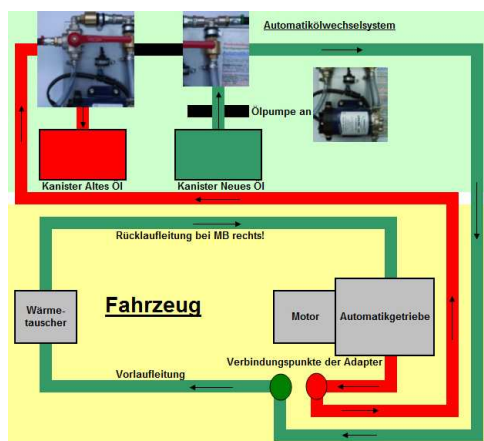 Automatikölwechselsystem
Ölpumpe an
Kanister Altes Öl
Kanister Neues Öl
Rücklaufleitung bei MB rechts!
Wärme-
tauscher
Fahrzeug
Motor
Automatikgetriebe
Verbindungspunkte der Adapter
Vorlaufleitung